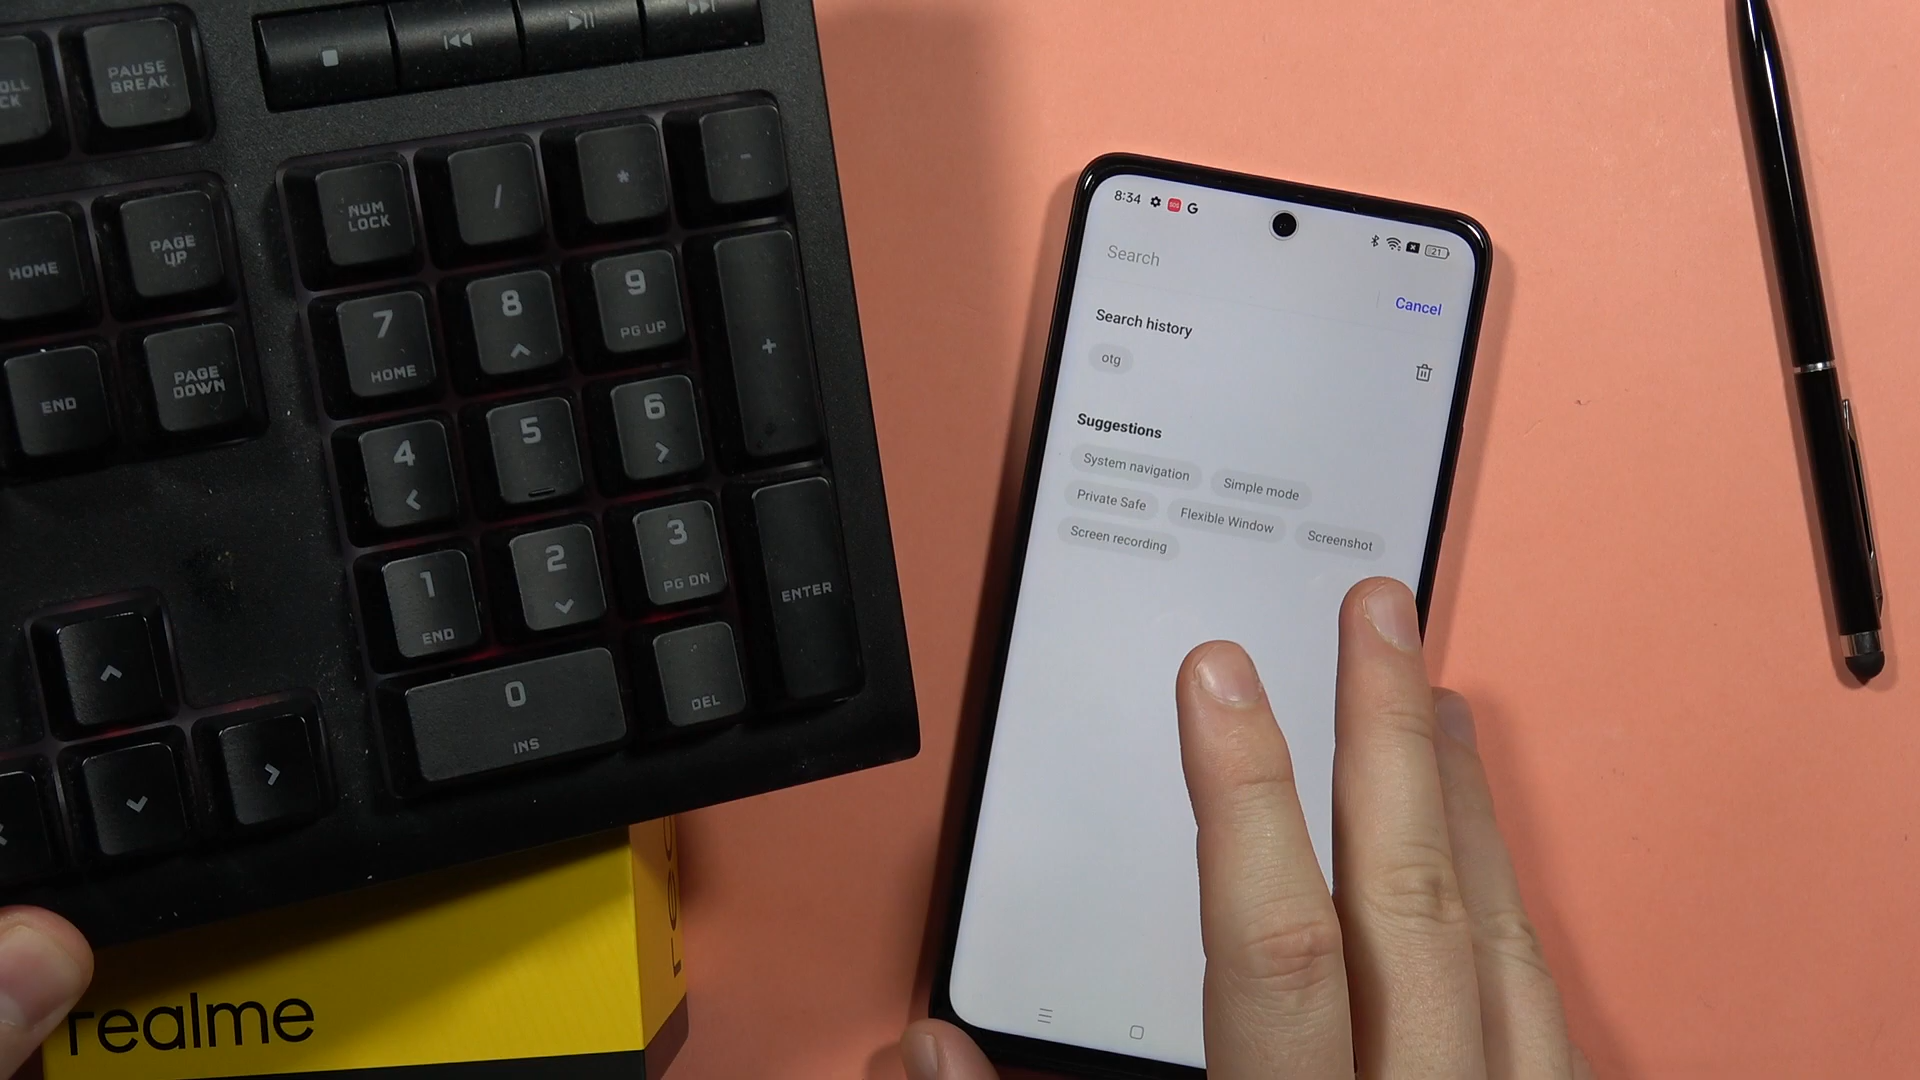 PAUSE
BREAK
NUM
LOCK
/
*
-
HOME
PAGE
UP
7
HOME
8
9
PG UP
+
END
PAGE
DOWN
4
5
6
1
END
2
3
PG DN
ENTER
0
INS
DEL
realme
8:34
SOS
G
21
Search
Cancel
Search history
otg
Suggestions
System navigation
Simple mode
Private Safe
Flexible Window
Screenshot
Screen recording